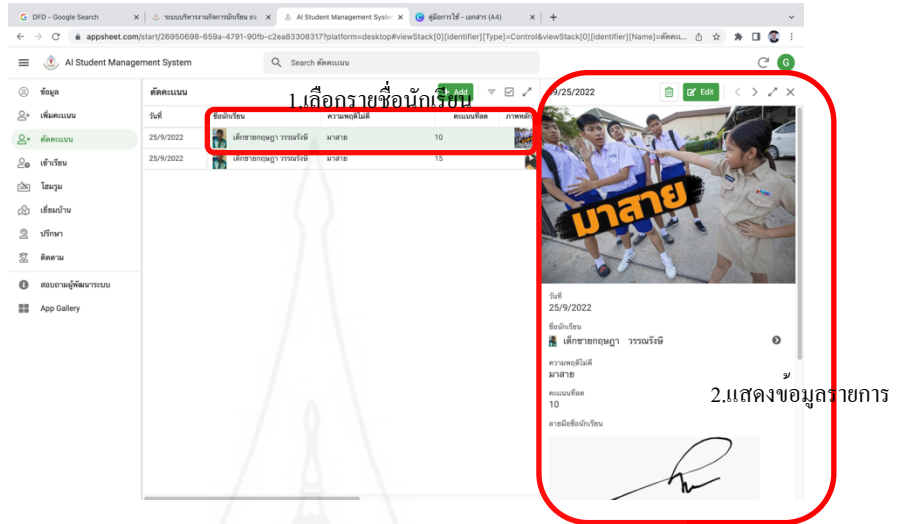 DFD - Google Search
ระบบบริหารงานกิจการนักเรียน ธจ.
AI Student Management Syste
คู่มือการใช้ - เอกสาร (A4)
appsheet.com/start/26950698-659a-4791-90fb-c2ea83308317?platform=desktop#viewStack[0][identifier][Type]=Control&viewStack[0][identifier][Name]=ตัดคะแ...
AI Student Management System
Search ตัดคะแนน
G
ข้อมูล
เพิ่มคะแนน
ตัดคะแนน
เข้าเรียน
โฮมรูม
เยี่ยมบ้าน
ปรึกษา
ติดตาม
สอบถามผู้พัฒนาระบบ
App Gallery
ตัดคะแนน
+ Add
1.เลือกรายชื่อนักเรียน
วันที่ ชื่อนักเรียน ความพฤติไม่ดี คะแนนที่ลด ภาพหลัก
25/9/2022 เด็กชายกฤษฎา วรรณรังษี มาสาย 10
25/9/2022 เด็กชายกฤษฎา วรรณรังษี มาสาย 15
09/25/2022
Edit
มาสาย
วันที่
25/9/2022
ชื่อนักเรียน
เด็กชายกฤษฎา วรรณรังษี
ความพฤติไม่ดี
มาสาย
คะแนนที่ลด
10
ลายมือชื่อนักเรียน
2.แสดงข้อมูลรายการ